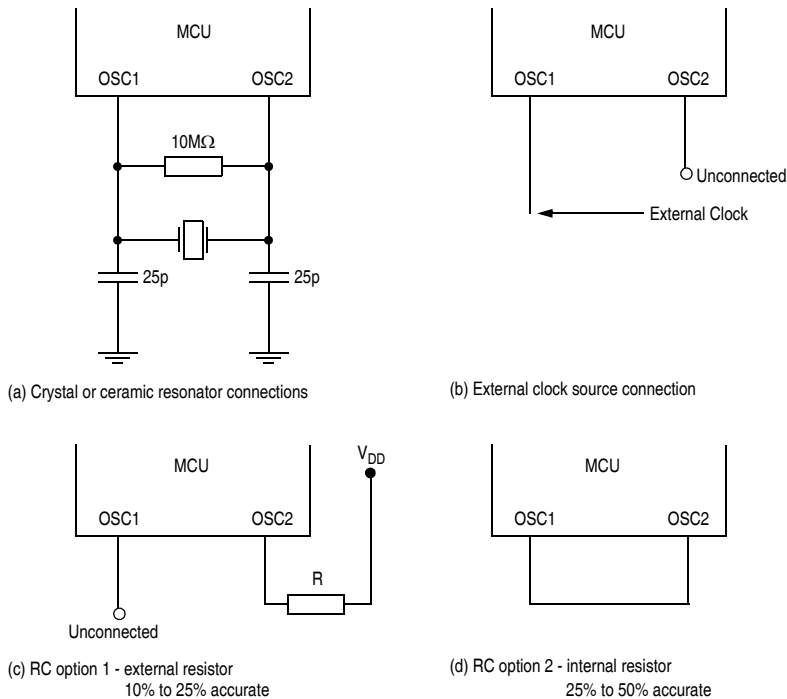 MCU
OSC1 OSC2
10MΩ
25p 25p
(a) Crystal or ceramic resonator connections
MCU
OSC1 OSC2
Unconnected
External Clock
(b) External clock source connection
MCU
OSC1 OSC2
VDD
R
Unconnected
(c) RC option 1 - external resistor
10% to 25% accurate
MCU
OSC1 OSC2
(d) RC option 2 - internal resistor
25% to 50% accurate